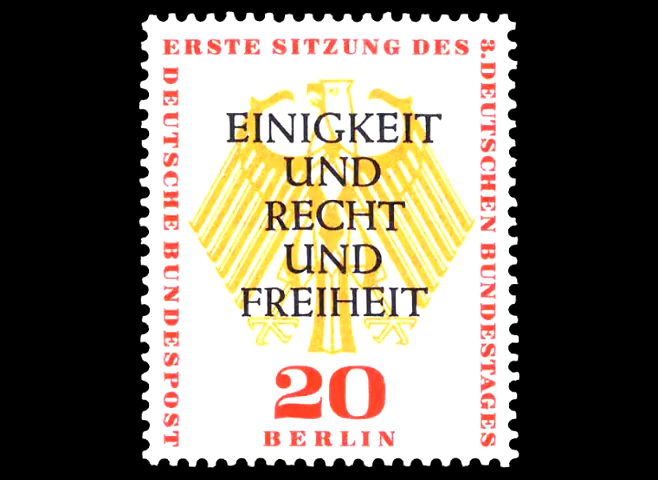 ERSTE SITZUNG DES
3. DEUTSCHEN BUNDESTAGES
DEUTSCHE BUNDESPOST
EINIGKEIT
UND
RECHT
UND
FREIHEIT
20
BERLIN